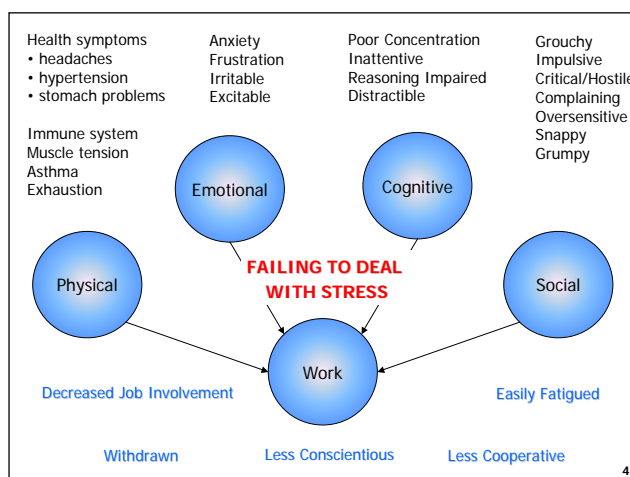 Health symptoms
• headaches
• hypertension
• stomach problems
Immune system
Muscle tension
Asthma
Exhaustion
Anxiety
Frustration
Irritable
Excitable
Poor Concentration
Inattentive
Reasoning Impaired
Distractible
Grouchy
Impulsive
Critical/Hostile
Complaining
Oversensitive
Snappy
Grumpy
Emotional
Cognitive
Physical
FAILING TO DEAL
WITH STRESS
Social
Work
Decreased Job Involvement
Easily Fatigued
Withdrawn
Less Conscientious
Less Cooperative
4